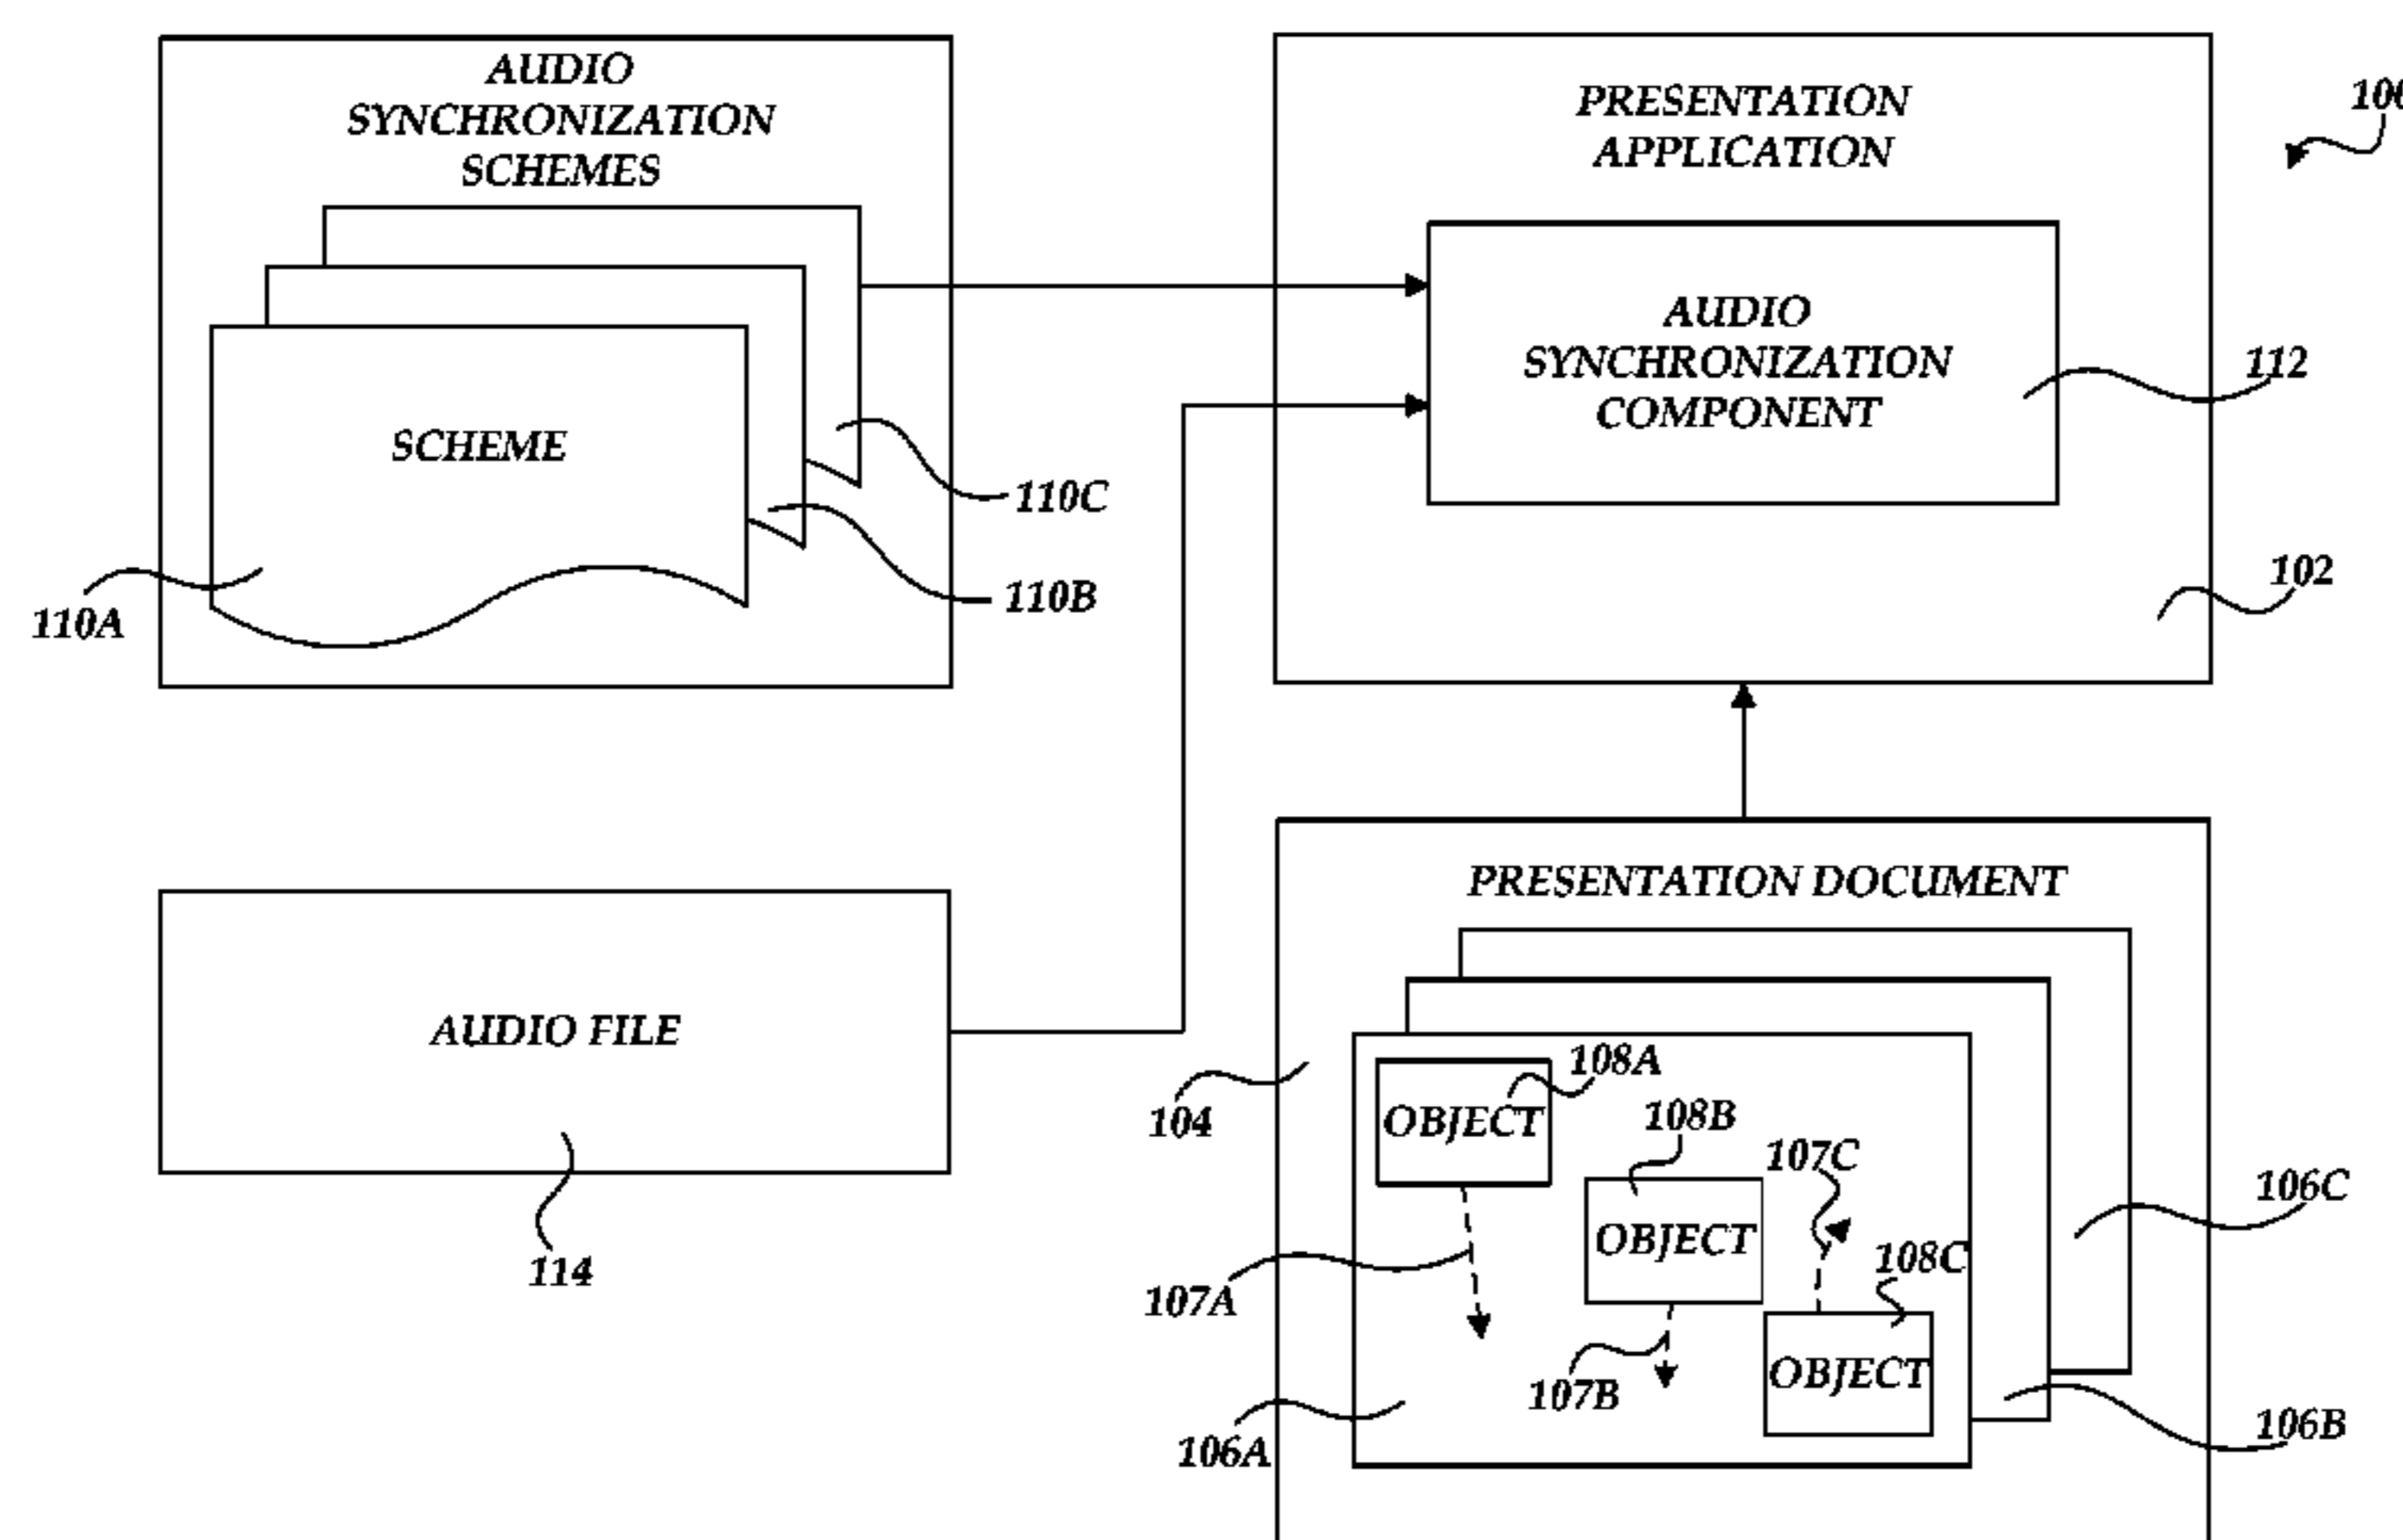 AUDIO
SYNCHRONIZATION
SCHEMES
SCHEME
110A
110B
110C
PRESENTATION
APPLICATION
AUDIO
SYNCHRONIZATION
COMPONENT
112
102
AUDIO FILE
114
PRESENTATION DOCUMENT
104
OBJECT
108A
108B
OBJECT
107C
108C
OBJECT
107A
107B
106A
106B
106C